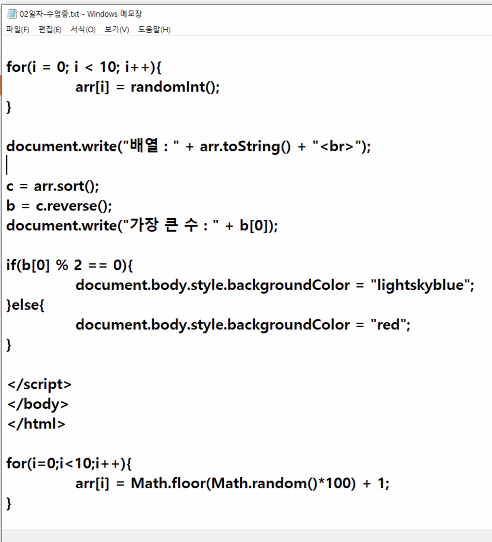 02일자-수업중.txt - Windows 메모장
파일(F) 편집(E) 서식(O) 보기(V) 도움말(H)
for(i = 0; i < 10; i++){
arr[i] = randomInt();
}
document.write("배열 : " + arr.toString() + "<br>");
c = arr.sort();
b = c.reverse();
document.write("가장 큰 수 : " + b[0]);
if(b[0] % 2 == 0){
document.body.style.backgroundColor = "lightskyblue";
}else{
document.body.style.backgroundColor = "red";
}
</script>
</body>
</html>
for(i=0;i<10;i++){
arr[i] = Math.floor(Math.random()*100) + 1;
}